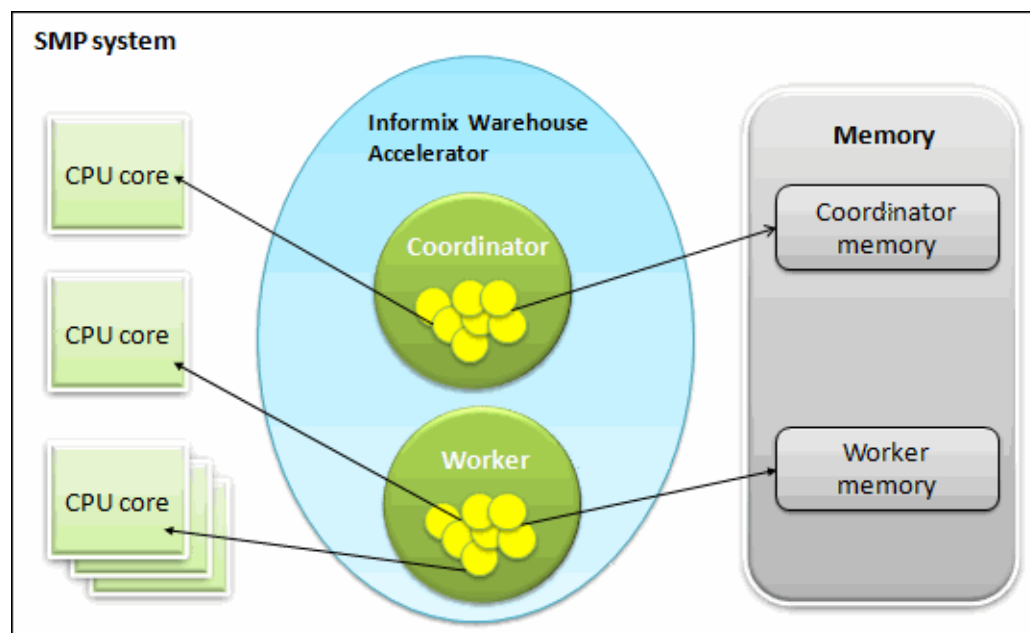 SMP system
CPU core
CPU core
CPU core
Informix Warehouse
Accelerator
Coordinator
Worker
Memory
Coordinator
memory
Worker
memory